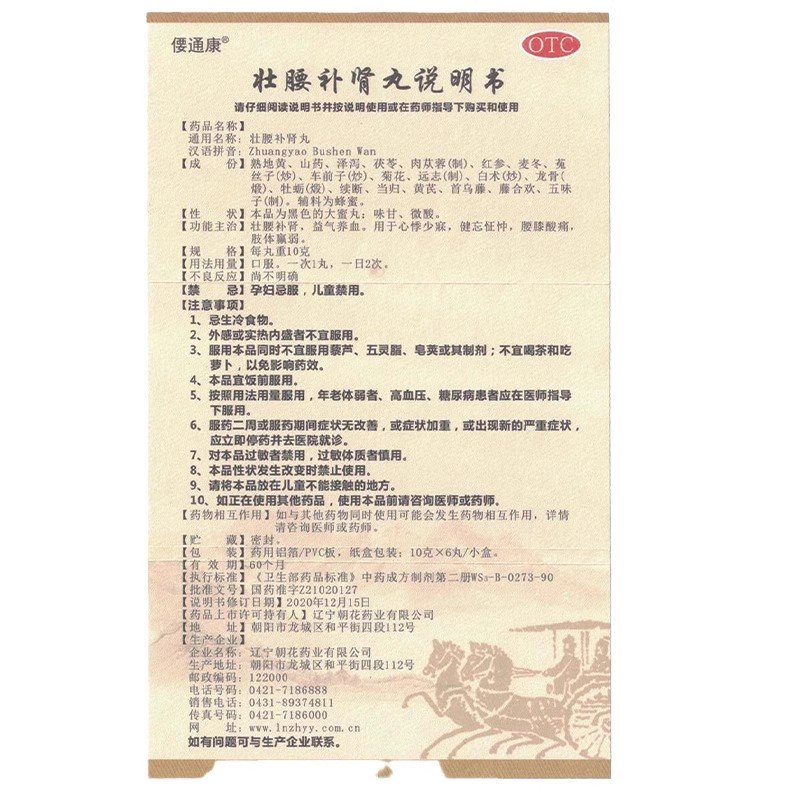 偠通康®
OTC
壮腰补肾丸说明书
请仔细阅读说明书并按说明使用或在药师指导下购买和使用
【药品名称】
通用名称：壮腰补肾丸
汉语拼音：Zhuangyao Bushen Wan
【成　　份】熟地黄、山药、泽泻、茯苓、肉苁蓉(制)、红参、麦冬、菟
丝子(炒)、车前子(炒)、菊花、远志(制)、白术(炒)、龙骨(
煅)、牡蛎(煅)、续断、当归、黄芪、首乌藤、藤合欢、五味
子(制)。辅料为蜂蜜。
【性　　状】本品为黑色的大蜜丸；味甘、微酸。
【功能主治】壮腰补肾，益气养血。用于心悸少寐，健忘怔忡，腰膝酸痛，
肢体羸弱。
【规　　格】每丸重10克
【用法用量】口服。一次1丸，一日2次。
【不良反应】尚不明确
【禁　　忌】孕妇忌服，儿童禁用。
【注意事项】
1、忌生冷食物。
2、外感或实热内盛者不宜服用。
3、服用本品同时不宜服用藜芦、五灵脂、皂荚或其制剂；不宜喝茶和吃
萝卜，以免影响药效。
4、本品宜饭前服用。
5、按照用法用量服用，年老体弱者、高血压、糖尿病患者应在医师指导
下服用。
6、服药二周或服药期间症状无改善，或症状加重，或出现新的严重症状，
应立即停药并去医院就诊。
7、对本品过敏者禁用，过敏体质者慎用。
8、本品性状发生改变时禁止使用。
9、请将本品放在儿童不能接触的地方。
10、如正在使用其他药品，使用本品前请咨询医师或药师。
【药物相互作用】如与其他药物同时使用可能会发生药物相互作用，详情
请咨询医师或药师。
【贮　　藏】密封。
【包　　装】药用铝箔/PVC板，纸盒包装：10克×6丸/小盒。
【有 效 期】60个月
【执行标准】《卫生部药品标准》中药成方制剂第二册WS₃-B-0273-90
【批准文号】国药准字Z21020127
【说明书修订日期】2020年12月15日
【药品上市许可持有人】辽宁朝花药业有限公司
【地　　址】朝阳市龙城区和平街四段112号
【生产企业】
企业名称：辽宁朝花药业有限公司
生产地址：朝阳市龙城区和平街四段112号
邮政编码：122000
电话号码：0421-7186888
销售电话：0431-89374811
传真号码：0421-7186000
网　　址：www.lnzhyy.com.cn
如有问题可与生产企业联系。